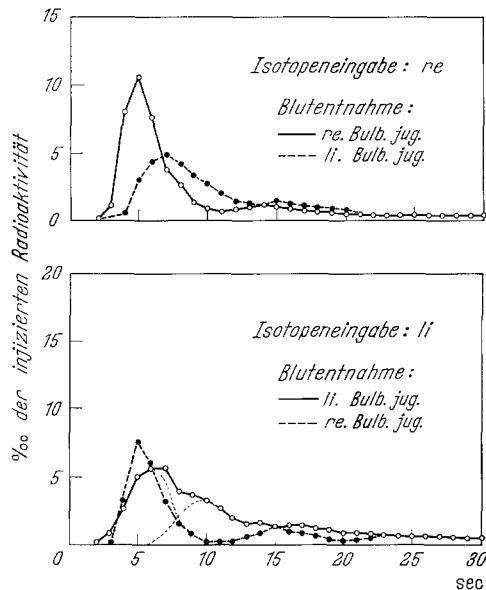 ‰ der injizierten Radioaktivität
15
10
5
0
Isotopeneingabe: re
Blutentnahme:
re. Bulb. jug.
li. Bulb. jug.
20
15
10
5
0
Isotopeneingabe: li
Blutentnahme:
li. Bulb. jug.
re. Bulb. jug.
0 5 10 15 20 25 30
sec